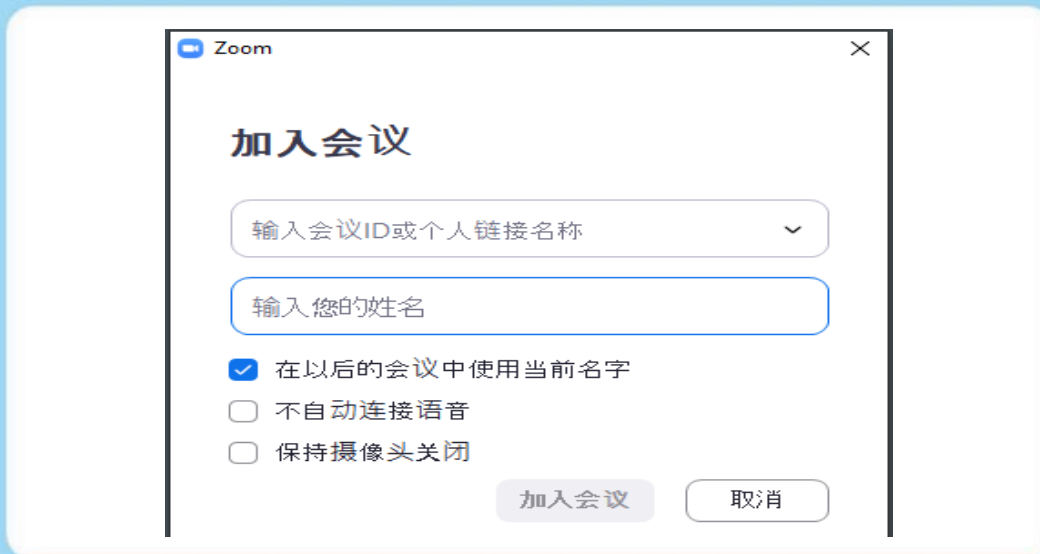 Zoom
加入会议
输入会议ID或个人链接名称
输入您的姓名
在以后的会议中使用当前名字
不自动连接语音
保持摄像头关闭
加入会议
取消